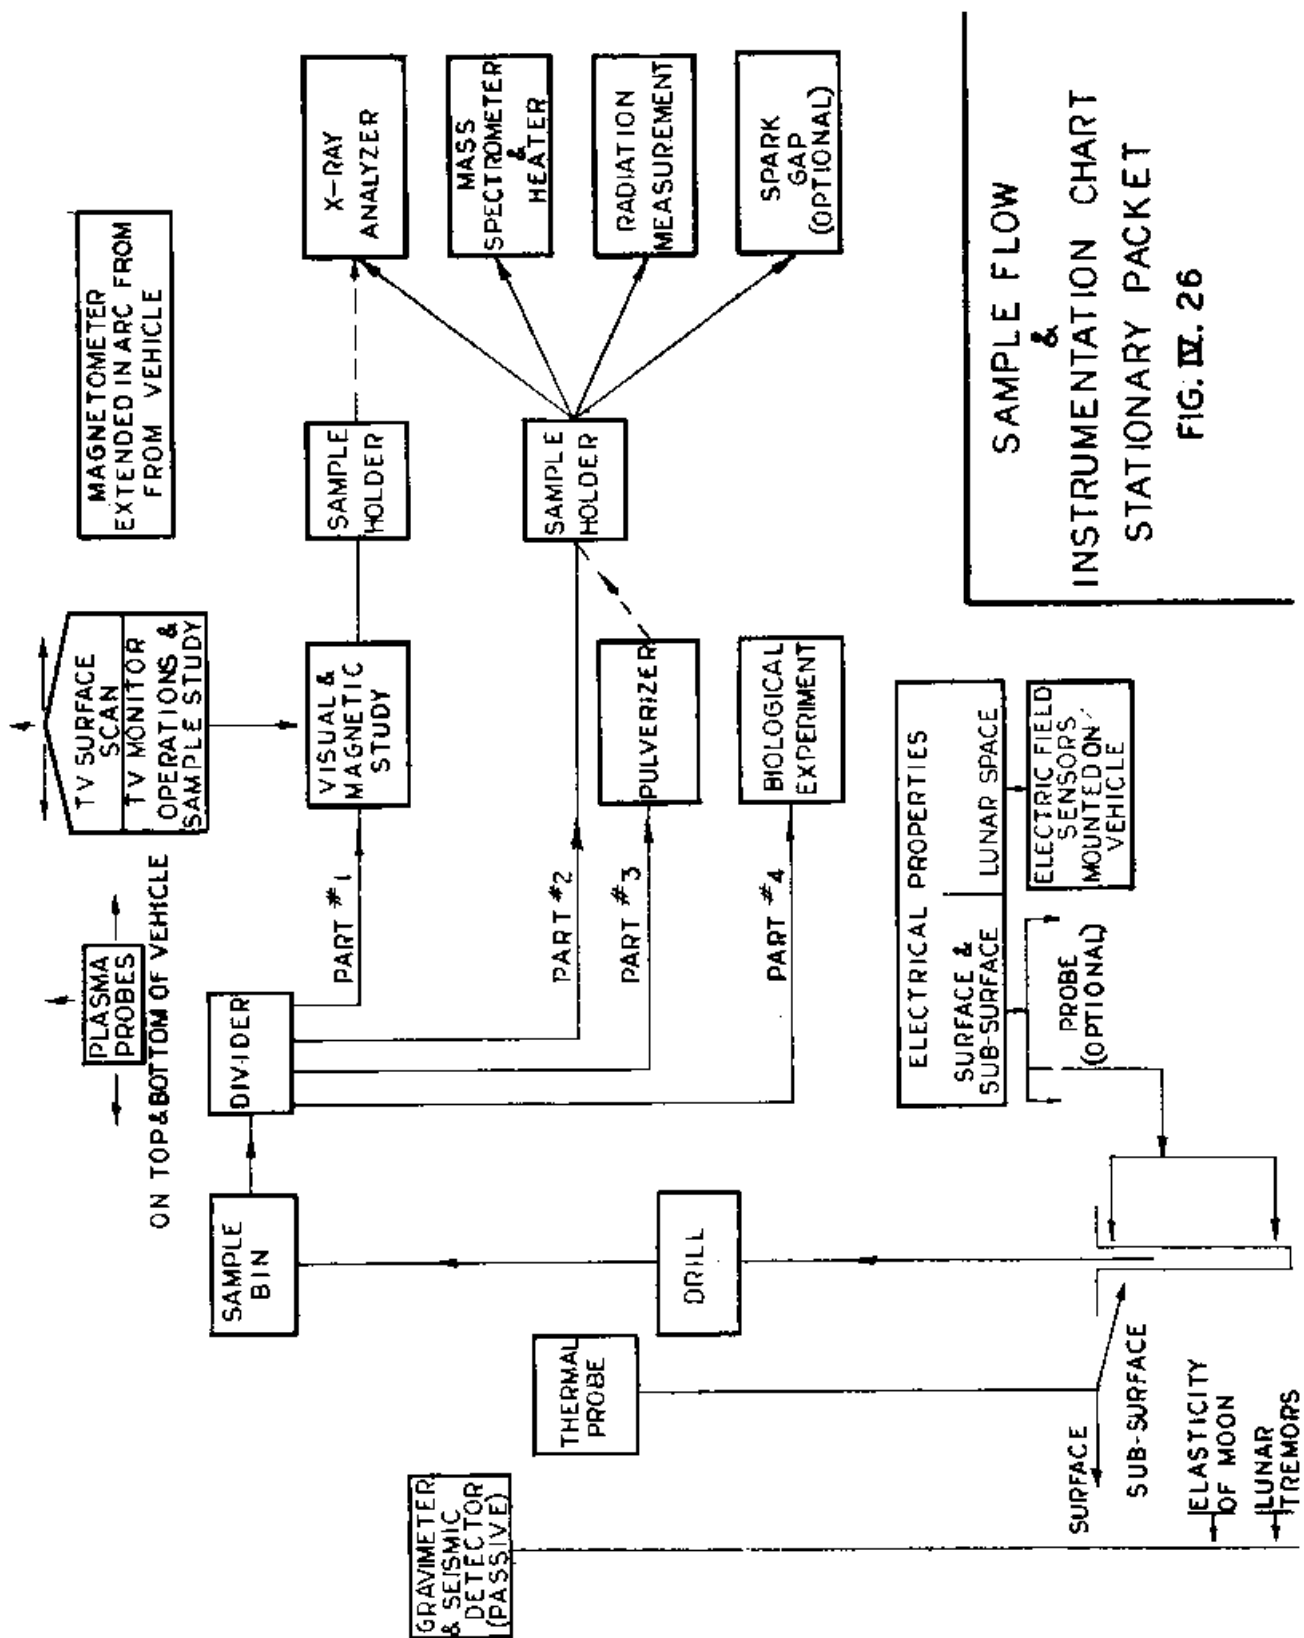 GRAVIMETER
& SEISMIC
DETECTOR
(PASSIVE)
THERMAL
PROBE
SURFACE
SUB-SURFACE
ELASTICITY
OF MOON
LUNAR
TREMORS
SAMPLE
BIN
DRILL
PLASMA
PROBES
ON TOP & BOTTOM OF VEHICLE
DIVIDER
PART #1
PART #2
PART #3
PART #4
TV SURFACE
SCAN
TV MONITOR
OPERATIONS &
SAMPLE STUDY
VISUAL &
MAGNETIC
STUDY
PULVERIZER
BIOLOGICAL
EXPERIMENT
ELECTRICAL PROPERTIES
SURFACE &
SUB-SURFACE
LUNAR SPACE
PROBE
(OPTIONAL)
ELECTRIC FIELD
SENSORS
MOUNTED ON
VEHICLE
MAGNETOMETER
EXTENDED IN ARC FROM
FROM VEHICLE
SAMPLE
HOLDER
SAMPLE
HOLDER
X-RAY
ANALYZER
MASS
SPECTROMETER
&
HEATER
RADIATION
MEASUREMENT
SPARK
GAP
(OPTIONAL)
SAMPLE FLOW
&
INSTRUMENTATION CHART
STATIONARY PACKET
FIG. IV. 26